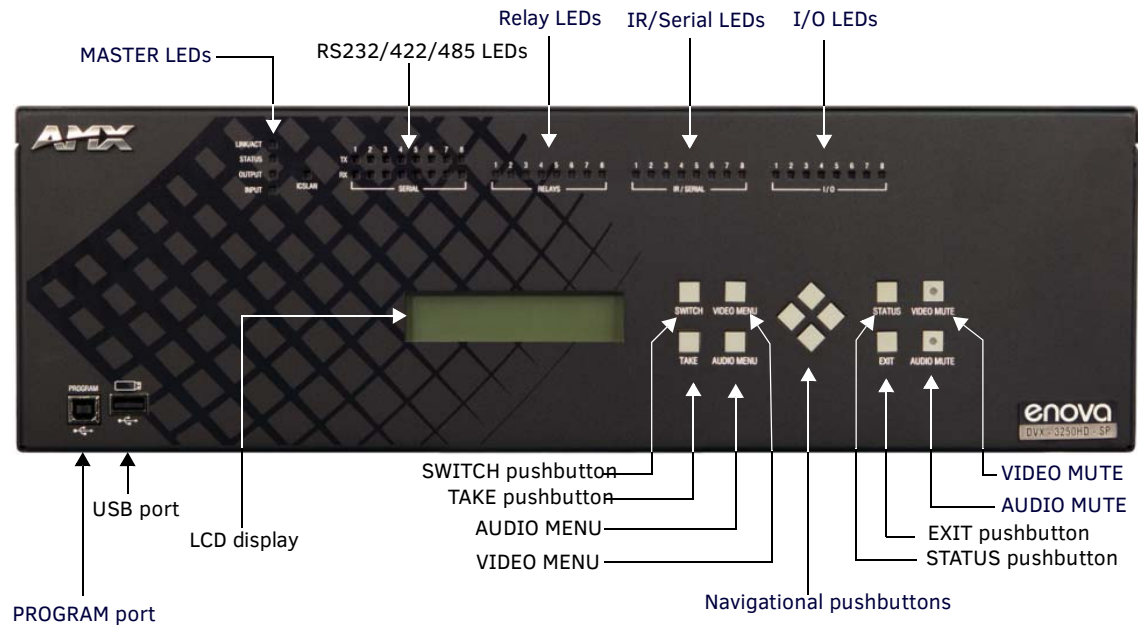 Relay LEDs IR/Serial LEDs I/O LEDs
MASTER LEDs RS232/422/485 LEDs
AMX
LINK/ACT
STATUS
OUTPUT
INPUT
ICSLAN
1 2 3 4 5 6 7 8
TX
RX
SERIAL
1 2 3 4 5 6 7 8
RELAYS
1 2 3 4 5 6 7 8
IR / SERIAL
1 2 3 4 5 6 7 8
I / O
SWITCH VIDEO MENU STATUS VIDEO MUTE
TAKE AUDIO MENU EXIT AUDIO MUTE
PROGRAM
enova
DVX-3250HD-SP
SWITCH pushbutton
TAKE pushbutton
AUDIO MENU
VIDEO MENU
VIDEO MUTE
AUDIO MUTE
EXIT pushbutton
STATUS pushbutton
USB port
LCD display
Navigational pushbuttons
PROGRAM port